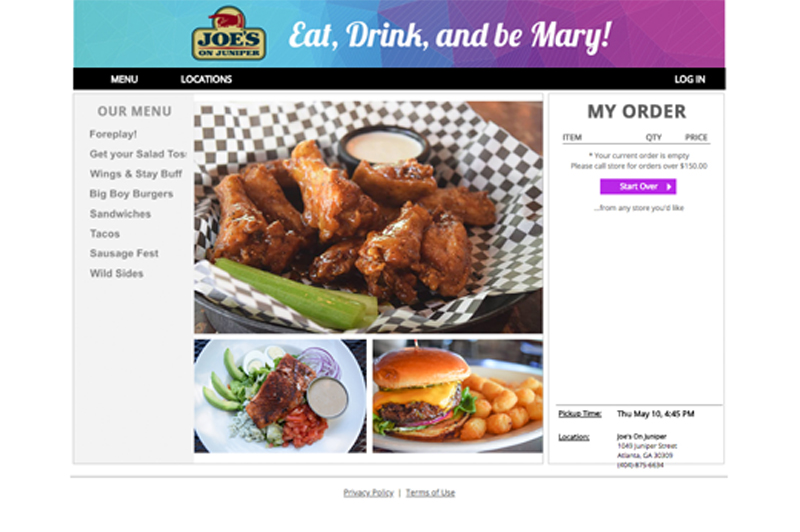 JOE'S
ON JUNIPER
Eat, Drink, and be Mary!
MENU LOCATIONS LOG IN
OUR MENU
Foreplay!
Get your Salad Tos
Wings & Stay Buff
Big Boy Burgers
Sandwiches
Tacos
Sausage Fest
Wild Sides
MY ORDER
ITEM QTY PRICE
* Your current order is empty
Please call store for orders over $150.00
Start Over
...from any store you'd like
Pickup Time: Thu May 10, 4:45 PM
Location: Joe's On Juniper
1049 Juniper Street
Atlanta, GA 30309
(404)-875-6634
Privacy Policy | Terms of Use